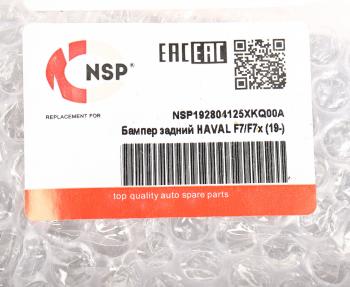 EAC EAC
NSP®
REPLACEMENT FOR
NSP192804125XKQ00A
Бампер задний HAVAL F7/F7x (19-)
top quality auto spare parts